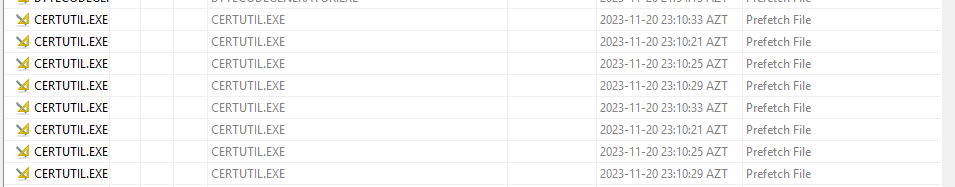 CERTUTIL.EXE CERTUTIL.EXE 2023-11-20 23:10:33 AZT Prefetch File
CERTUTIL.EXE CERTUTIL.EXE 2023-11-20 23:10:21 AZT Prefetch File
CERTUTIL.EXE CERTUTIL.EXE 2023-11-20 23:10:25 AZT Prefetch File
CERTUTIL.EXE CERTUTIL.EXE 2023-11-20 23:10:29 AZT Prefetch File
CERTUTIL.EXE CERTUTIL.EXE 2023-11-20 23:10:33 AZT Prefetch File
CERTUTIL.EXE CERTUTIL.EXE 2023-11-20 23:10:21 AZT Prefetch File
CERTUTIL.EXE CERTUTIL.EXE 2023-11-20 23:10:25 AZT Prefetch File
CERTUTIL.EXE CERTUTIL.EXE 2023-11-20 23:10:29 AZT Prefetch File